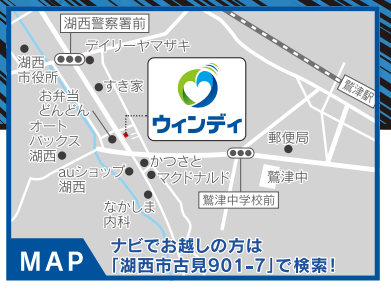 湖西警察署前
デイリーヤマザキ
湖西
市役所
すき家
お弁当
どんどん
オート
バックス
湖西
ウィンディ
鷲津駅
郵便局
かつさと
マクドナルド
auショップ
湖西
鷲津中
鷲津中学校前
なかしま
内科
MAP
ナビでお越しの方は
「湖西市古見901-7」で検索!